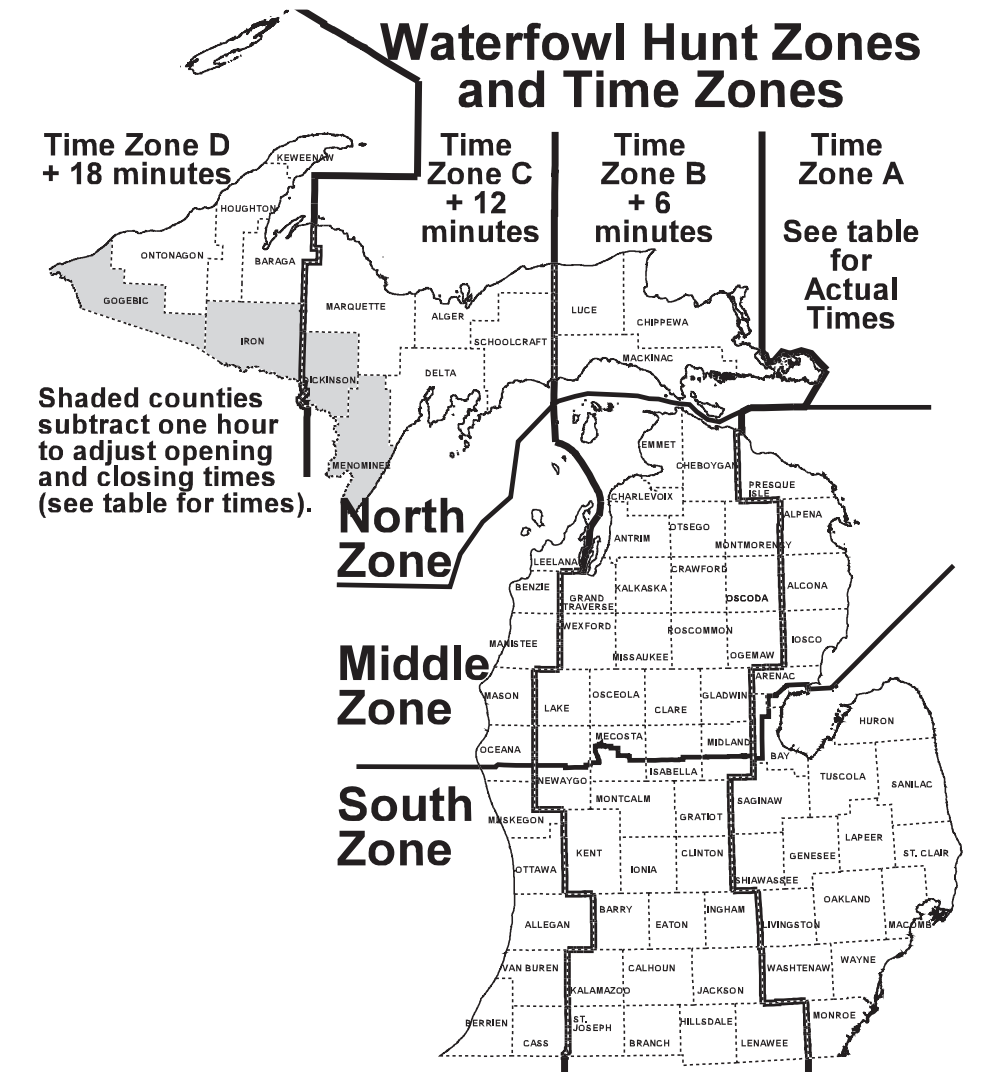 Waterfowl Hunt Zones
and Time Zones
Time Zone D
+ 18 minutes
Time
Zone C
+ 12
minutes
Time
Zone B
+ 6
minutes
Time
Zone A
See table
for
Actual
Times
KEWEENAW
HOUGHTON
ONTONAGON
BARAGA
GOGEBIC
IRON
MARQUETTE
ALGER
SCHOOLCRAFT
LUCE
CHIPPEWA
MACKINAC
DELTA
ICKINSON
MENOMINEE
Shaded counties
subtract one hour
to adjust opening
and closing times
(see table for times).
North
Zone
EMMET
CHEBOYGAN
PRESQUE
ISLE
CHARLEVOIX
ALPENA
OTSEGO
ANTRIM
MONTMORENCY
LEELANA
CRAWFORD
BENZIE
KALKASKA
ALCONA
GRAND
TRAVERSE
OSCODA
WEXFORD
ROSCOMMON
IOSCO
MANISTEE
MISSAUKEE
OGEMAW
ARENAC
Middle
Zone
MASON
LAKE
OSCEOLA
CLARE
GLADWIN
HURON
OCEANA
MECOSTA
MIDLAND
BAY
ISABELLA
NEWAYGO
TUSCOLA
SANILAC
South
Zone
MONTCALM
SAGINAW
MUSKEGON
GRATIOT
LAPEER
KENT
CLINTON
GENESEE
ST. CLAIR
OTTAWA
IONIA
SHIAWASSEE
OAKLAND
BARRY
INGHAM
ALLEGAN
EATON
LIVINGSTON
MACOMB
VAN BUREN
CALHOUN
WASHTENAW
WAYNE
KALAMAZOO
JACKSON
BERRIEN
ST.
JOSEPH
HILLSDALE
MONROE
CASS
BRANCH
LENAWEE